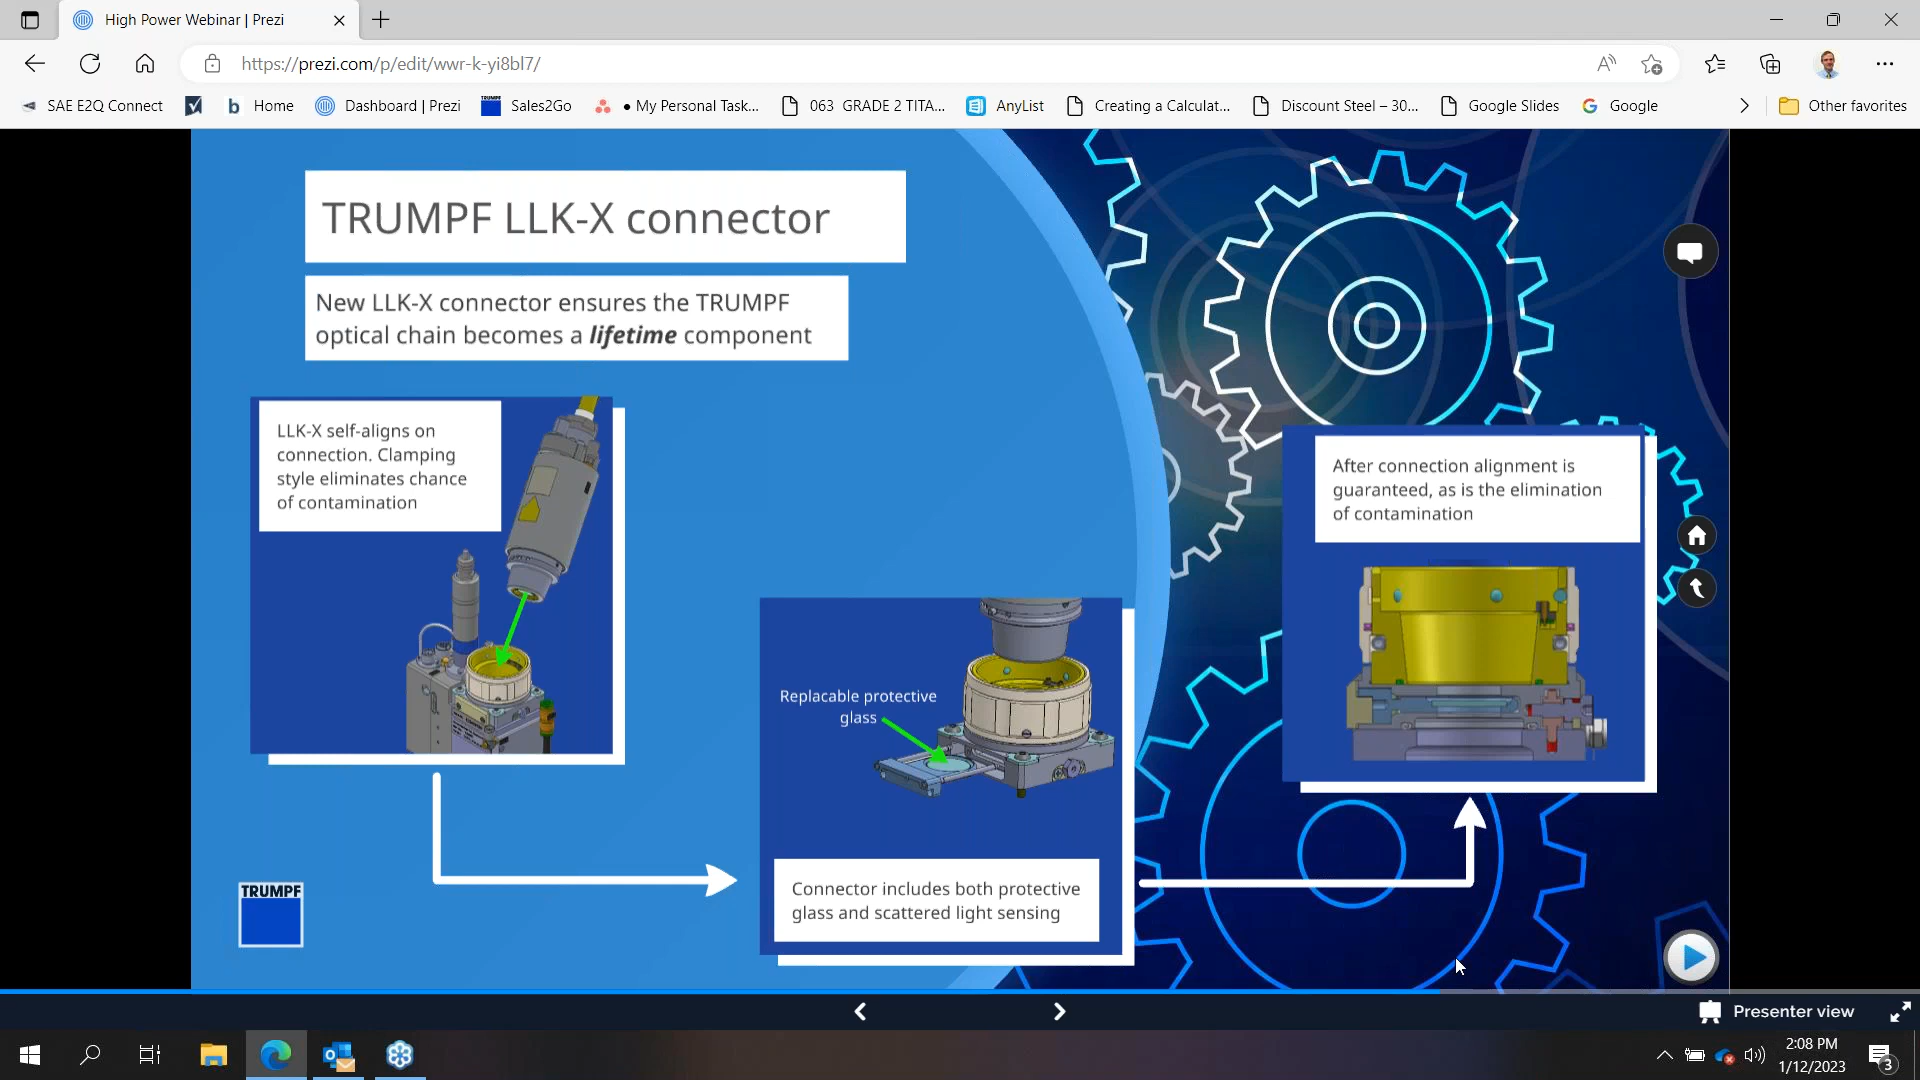 High Power Webinar | Prezi
https://prezi.com/p/edit/wwr-k-yi8bl7/
SAE E2Q Connect
Home
Dashboard | Prezi
Sales2Go
• My Personal Task...
063 GRADE 2 TITA...
AnyList
Creating a Calculat...
Discount Steel – 30...
Google Slides
Google
Other favorites
TRUMPF LLK-X connector
New LLK-X connector ensures the TRUMPF
optical chain becomes a lifetime component
LLK-X self-aligns on
connection. Clamping
style eliminates chance
of contamination
Replacable protective
glass
Connector includes both protective
glass and scattered light sensing
After connection alignment is
guaranteed, as is the elimination
of contamination
TRUMPF
Presenter view
2:08 PM
1/12/2023
3